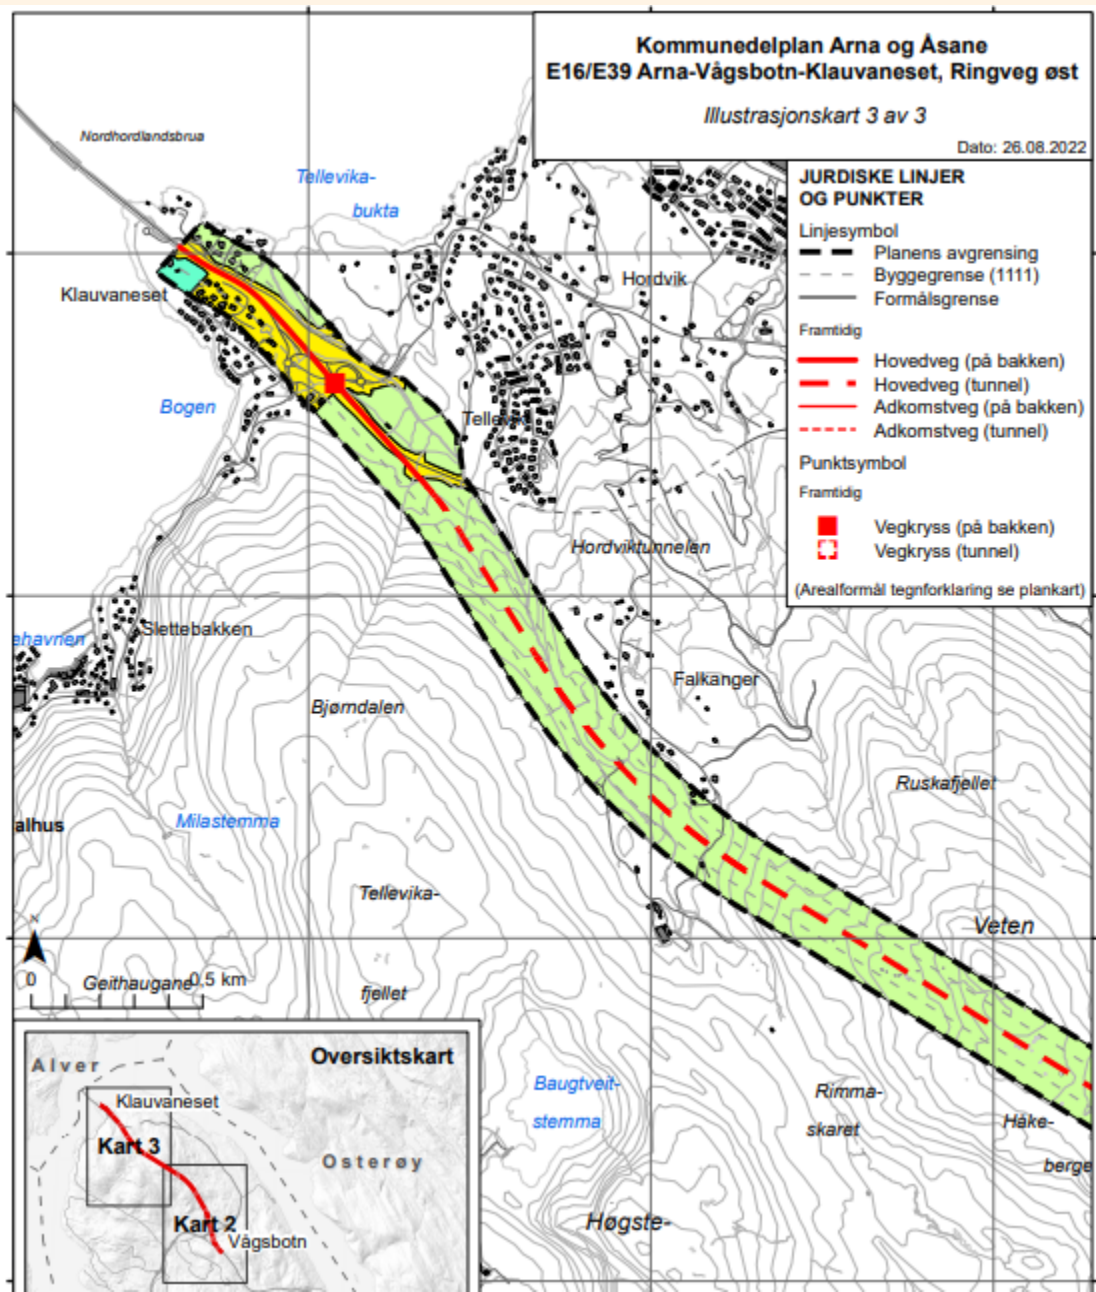 Kommunedelplan Arna og Åsane
E16/E39 Arna-Vågsbotn-Klauvaneset, Ringveg øst
Illustrasjonskart 3 av 3
Dato: 26.08.2022
JURDISKE LINJER
OG PUNKTER
Linjesymbol
Planens avgrensing
Byggegrense (1111)
Formålsgrense
Framtidig
Hovedveg (på bakken)
Hovedveg (tunnel)
Adkomstveg (på bakken)
Adkomstveg (tunnel)
Punktsymbol
Framtidig
Vegkryss (på bakken)
Vegkryss (tunnel)
(Arealformål tegnforklaring se plankart)
Nordhordlandsbrua
Tellevika-
bukta
Hordvik
Klauvaneset
Bogen
Tellevik
Hordviktunnelen
Slettebakken
ehavnen
Falkanger
Bjørndalen
Ruskafjellet
alhus
Milastemma
Tellevika-
fjellet
Veten
N
0 0,5 km
Geithaugane
Baugtveit-
stemma
Rimma-
skaret
Håke-
berge
Høgste-
Oversiktskart
Alver
Klauvaneset
Kart 3
Osterøy
Kart 2
Vågsbotn